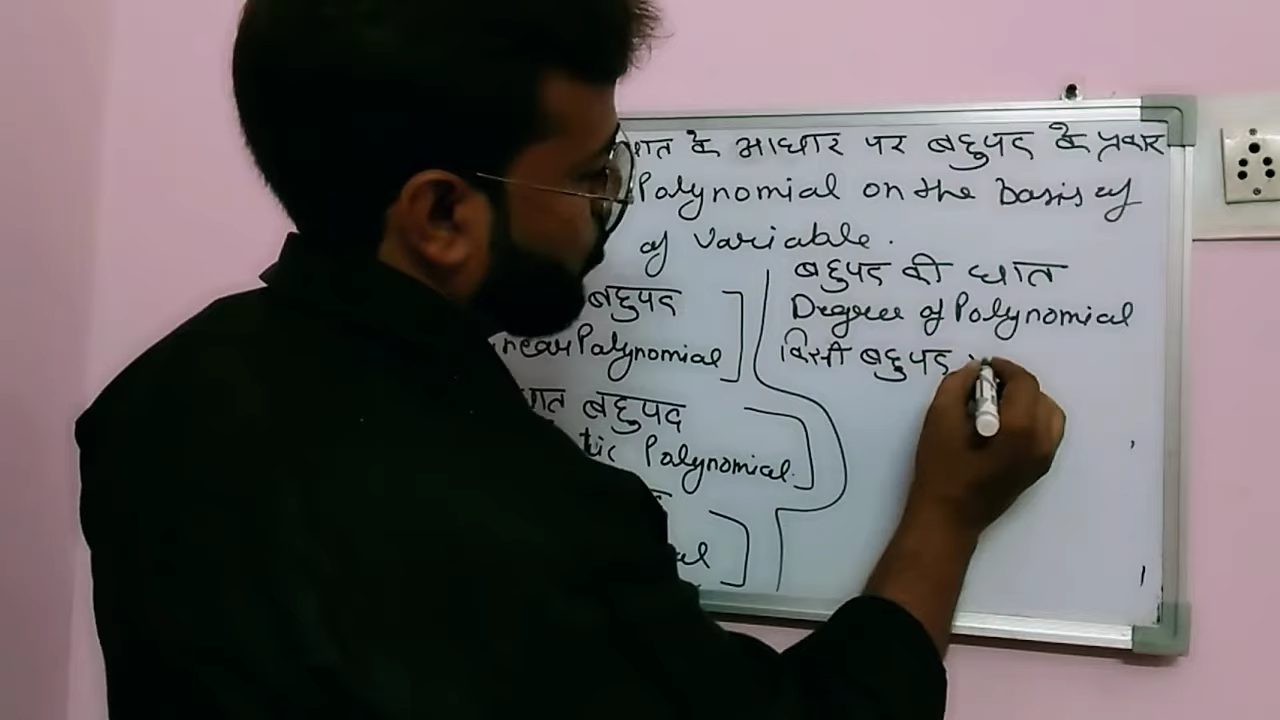 घात के आधार पर बहुपद के प्रकार
Polynomial on the basis of
of variable.
बहुपद
Linear Polynomial
घात बहुपद
tic Polynomial.
बहुपद की घात
Degree of Polynomial
किसी बहुपद